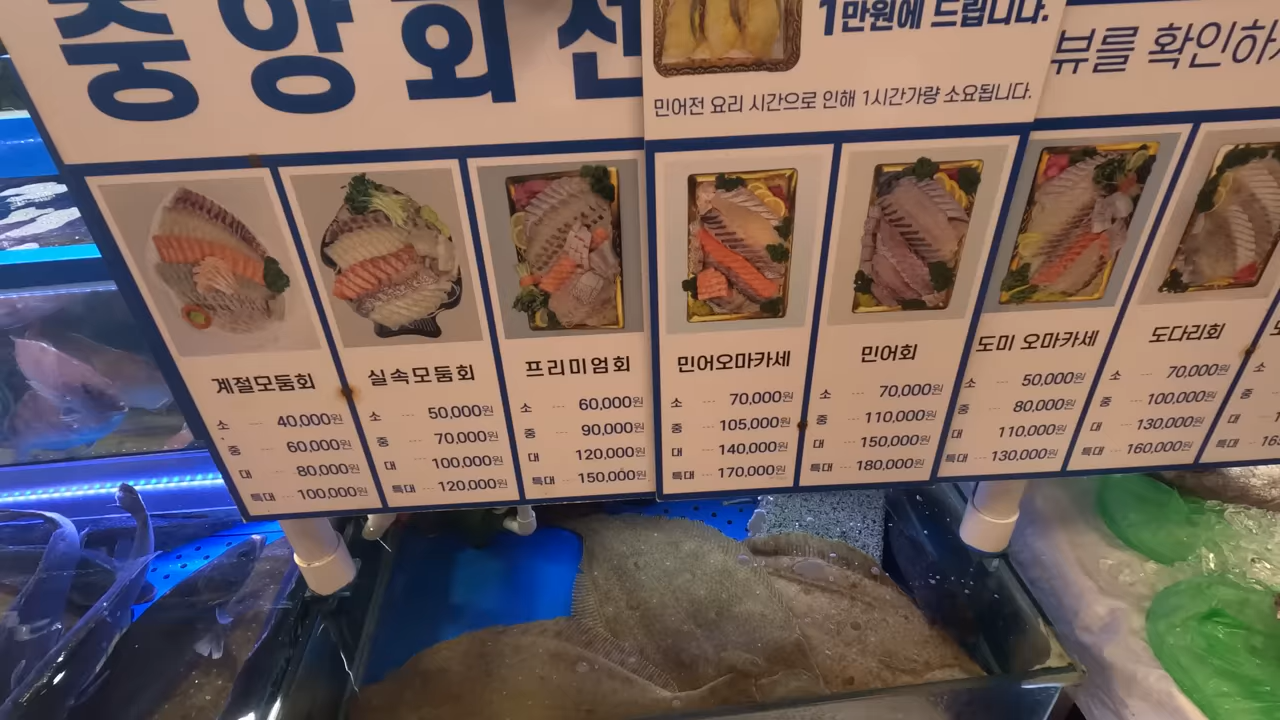 중앙회센
1만원에 드립니다.
민어전 요리 시간으로 인해 1시간가량 소요됩니다.
뷰를 확인하
계절모둠회
소 ---- 40,000원
중 60,000원
대 80,000원
특대 --- 100,000원
실속모둠회
소 ---- 50,000원
중 ---- 70,000원
대 ---- 100,000원
특대 --- 120,000원
프리미엄회
소 ---- 60,000원
중 ---- 90,000원
대 ---- 120,000원
특대 --- 150,000원
민어오마카세
소 ---- 70,000원
중 ---- 105,000원
대 ---- 140,000원
특대 --- 170,000원
민어회
소 ---- 70,000원
중 ---- 110,000원
대 ---- 150,000원
특대 --- 180,000원
도미 오마카세
소 50,000원
중 ---- 80,000원
대 110,000원
특대 --- 130,000원
도다리회
소 ---- 70,000원
중 ---- 100,000원
대 ---- 130,000원
특대 --- 160,000원
소
중
대
특대